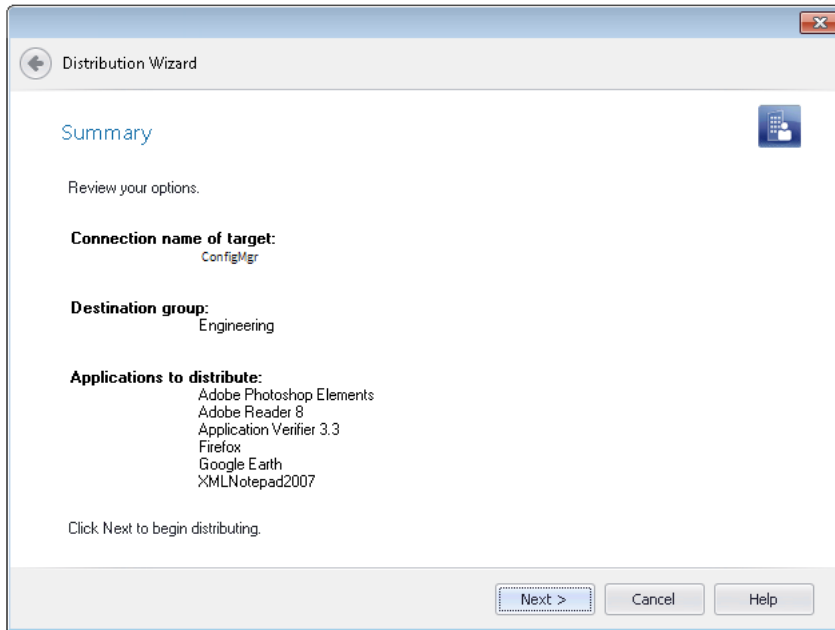 Distribution Wizard
Summary
Review your options.
Connection name of target:
ConfigMgr
Destination group:
Engineering
Applications to distribute:
Adobe Photoshop Elements
Adobe Reader 8
Application Verifier 3.3
Firefox
Google Earth
XMLNotepad2007
Click Next to begin distributing.
Next >
Cancel
Help